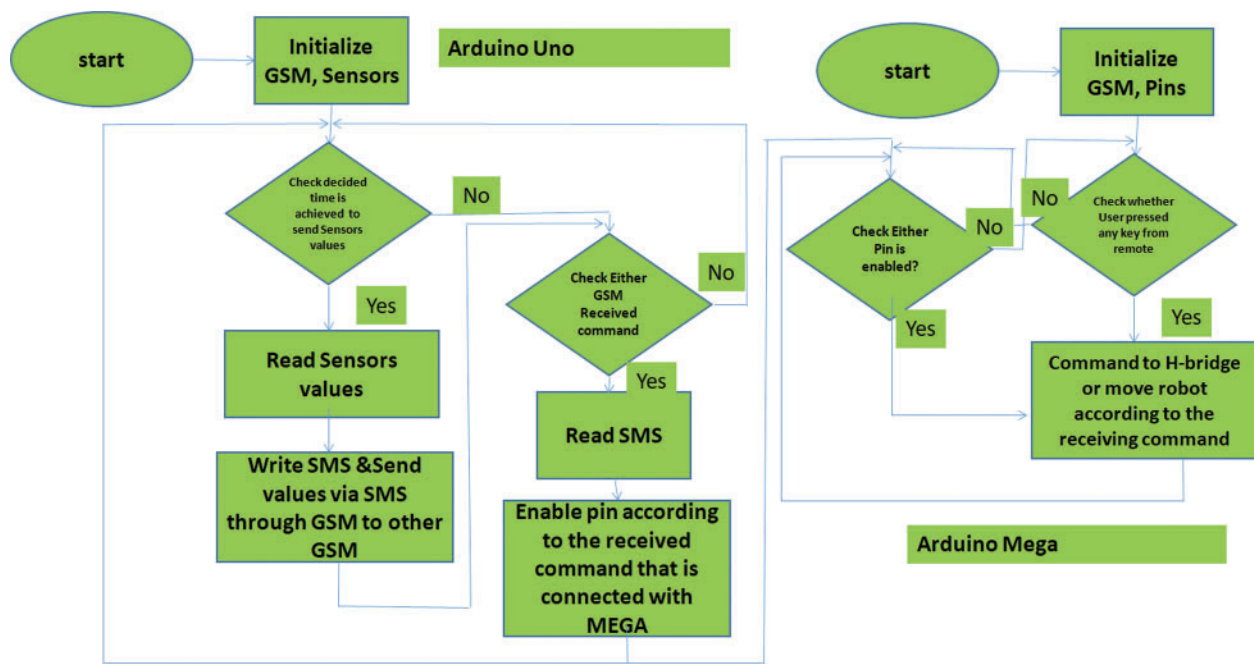 start
Initialize
GSM, Sensors
Arduino Uno
Check decided
time is
achieved to
send Sensors
values
No
Yes
Read Sensors
values
Write SMS &Send
values via SMS
through GSM to other
GSM
Check Either
GSM
Received
command
No
Yes
Read SMS
Enable pin according
to the received
command that is
connected with
MEGA
start
Initialize
GSM, Pins
Check Either
Pin is
enabled?
No
Yes
Check whether
User pressed
any key from
remote
No
Yes
Command to H-bridge
or move robot
according to the
receiving command
Arduino Mega